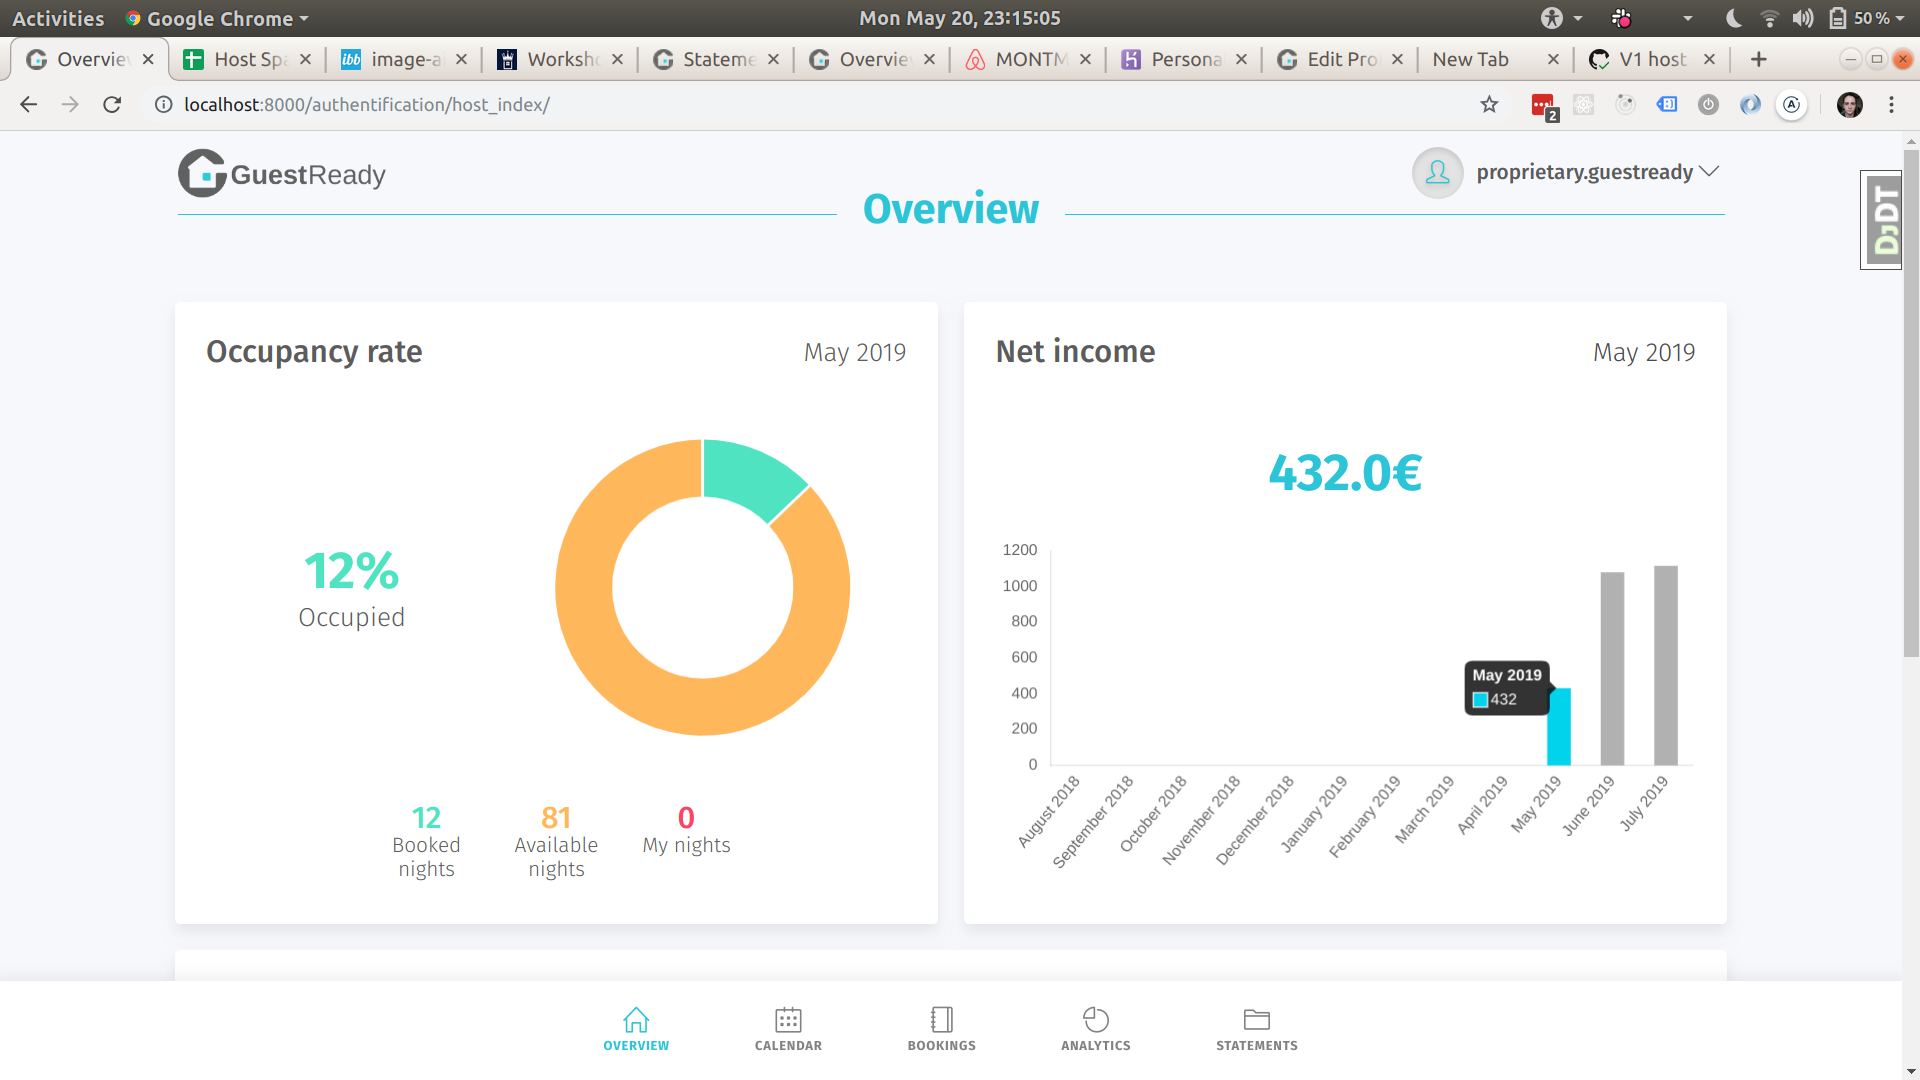 Activities Google Chrome Mon May 20, 23:15:05 50 %
Overvie Host Spa image-a Worksho Stateme Overvie MONTM Persona Edit Pro New Tab V1 host
localhost:8000/authentification/host_index/ 2
GuestReady
proprietary.guestready
Overview
DJDT
Occupancy rate May 2019
12%
Occupied
12 81 0
Booked nights
Available nights
My nights
Net income May 2019
432.0€
1200
1000
800
600
400
200
0
May 2019
432
August 2018
September 2018
October 2018
November 2018
December 2018
January 2019
February 2019
March 2019
April 2019
May 2019
June 2019
July 2019
OVERVIEW CALENDAR BOOKINGS ANALYTICS STATEMENTS